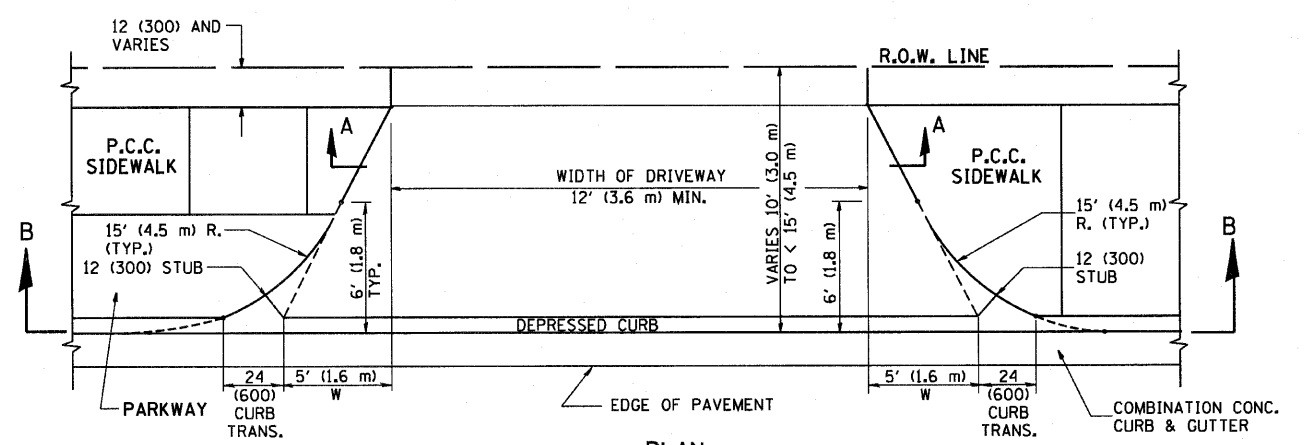 12 (300) AND
VARIES
R.O.W. LINE
A
A
P.C.C.
SIDEWALK
P.C.C.
SIDEWALK
WIDTH OF DRIVEWAY
12' (3.6 m) MIN.
VARIES 10' (3.0 m)
TO < 15' (4.5 m)
B
B
15' (4.5 m) R.
(TYP.)
12 (300) STUB
6' (1.8 m)
TYP.
6' (1.8 m)
15' (4.5 m)
R. (TYP.)
12 (300)
STUB
DEPRESSED CURB
24
(600)
CURB
TRANS.
5' (1.6 m)
W
5' (1.6 m)
W
24
(600)
CURB
TRANS.
PARKWAY
EDGE OF PAVEMENT
COMBINATION CONC.
CURB & GUTTER
PLAN